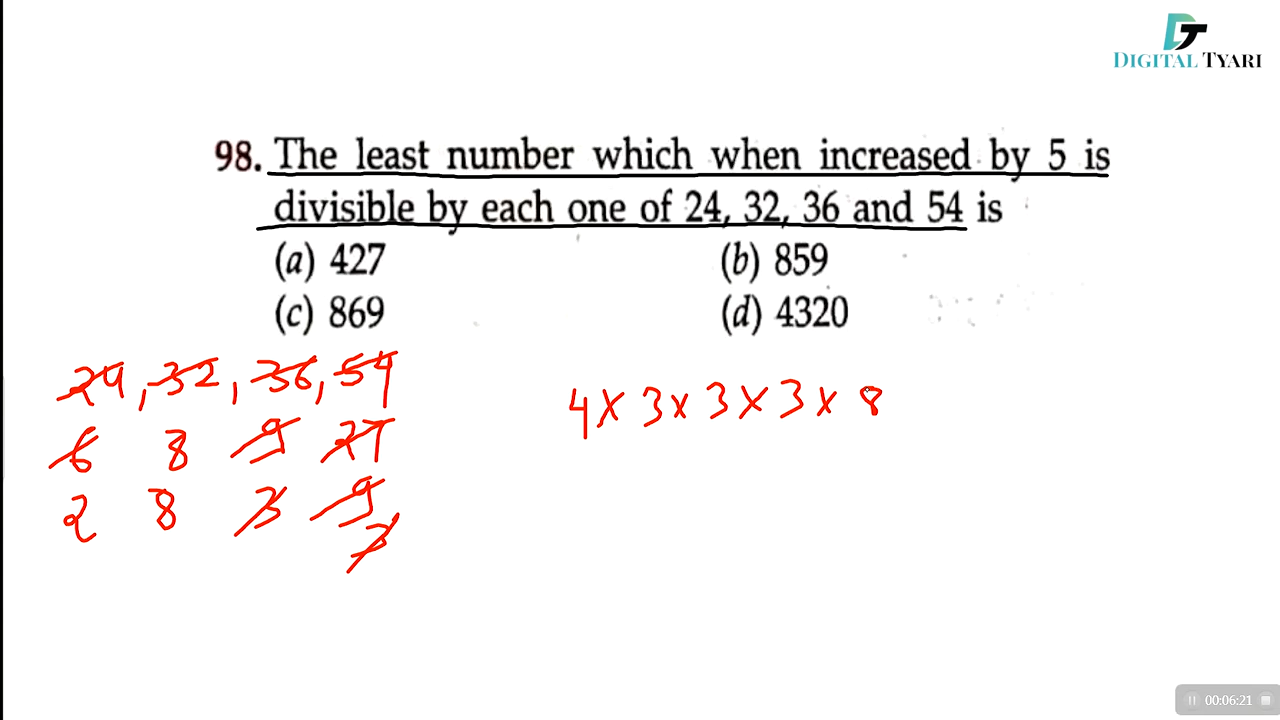 DIGITAL TYARI
98. The least number which when increased by 5 is
divisible by each one of 24, 32, 36 and 54 is
(a) 427 (b) 859
(c) 869 (d) 4320
24, 32, 36, 54
4 × 3 × 3 × 3 × 8
6 8 9 27
2 8 3 9
3
00:06:21